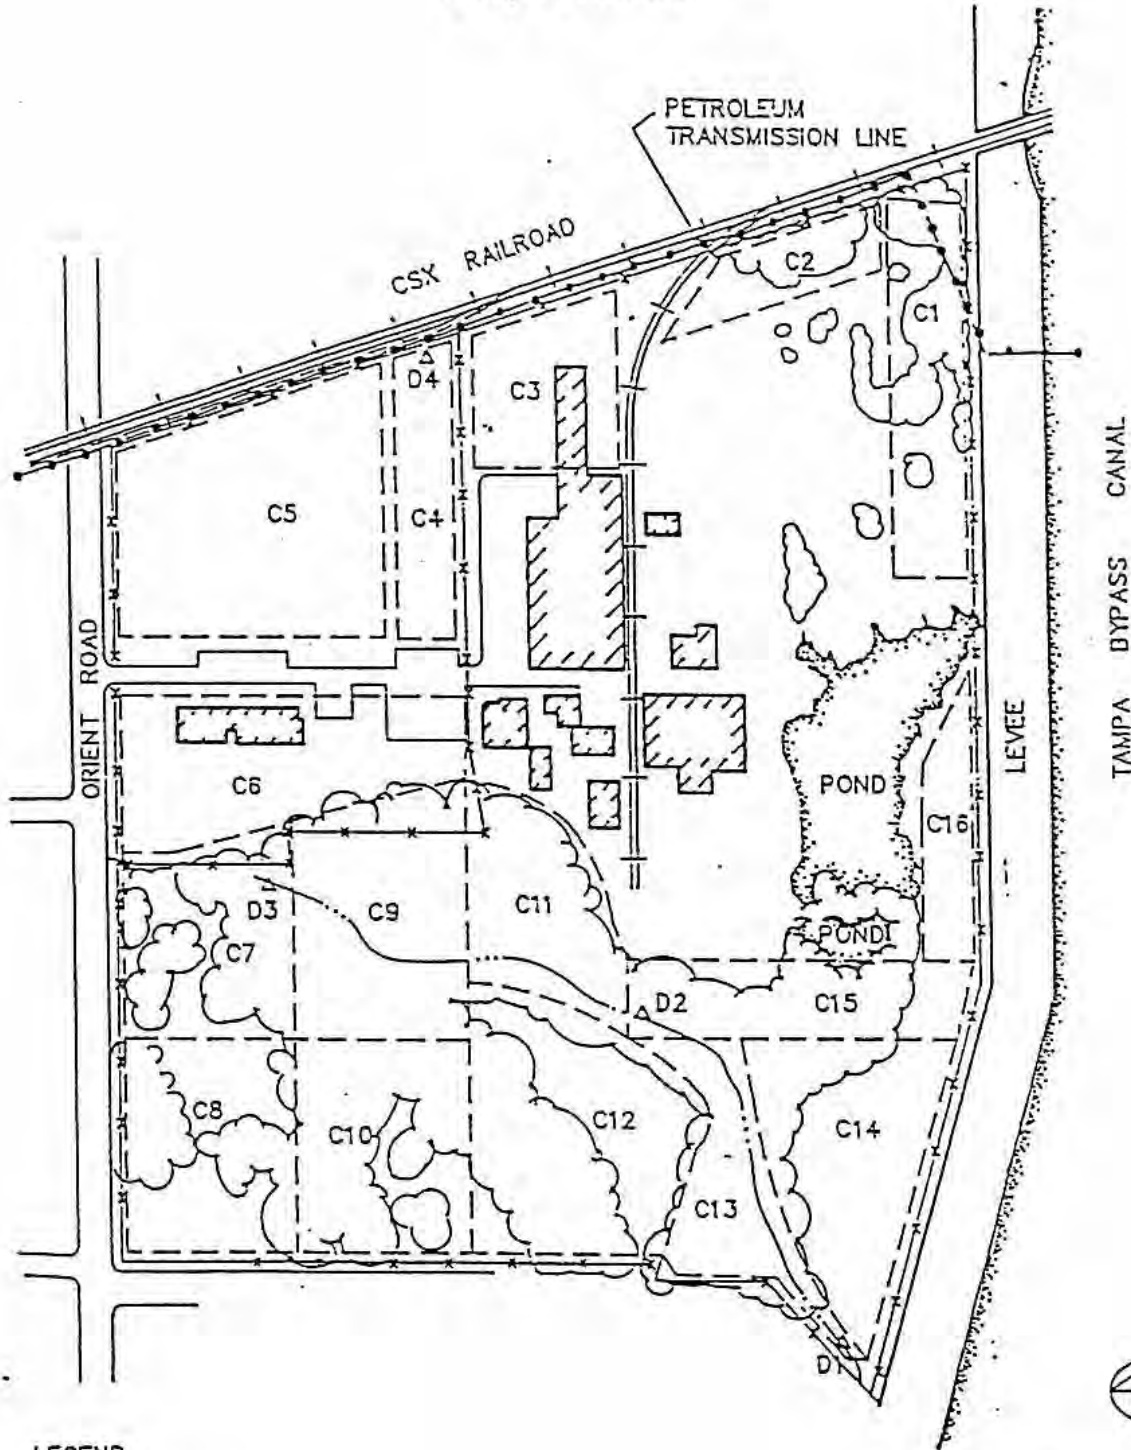 PETROLEUM
TRANSMISSION LINE
CSX RAILROAD
C2
C1
D4
C3
C5
C4
ORIENT ROAD
TAMPA BYPASS CANAL
LEVEE
C6
POND
C16
D3
C9
C11
C7
POND
D2
C15
C8
C10
C12
C14
C13
D1
LEGEND